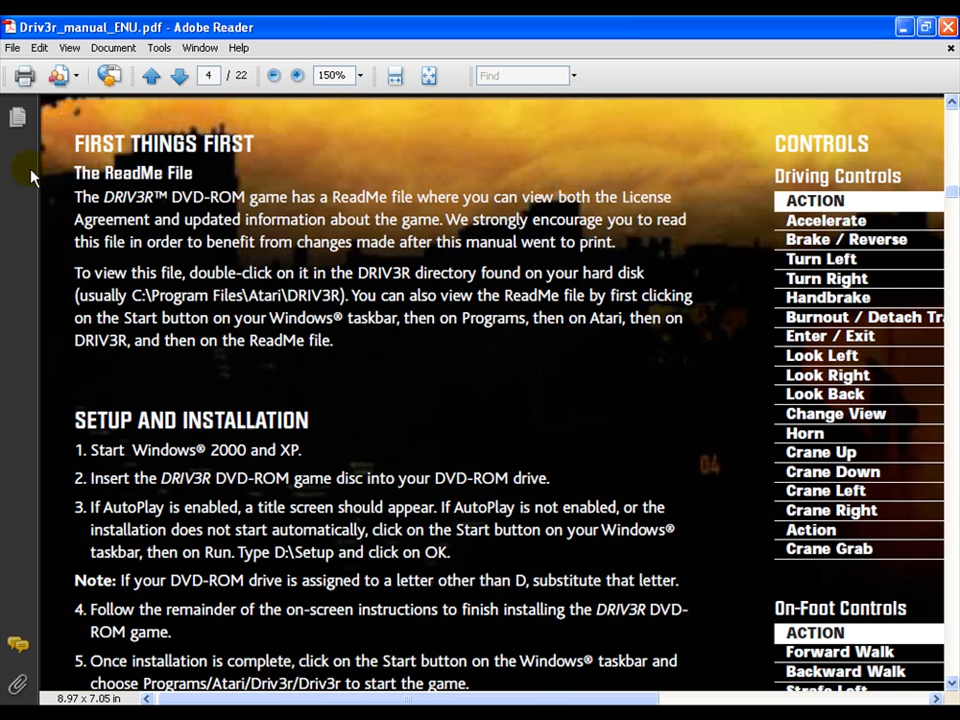 Driv3r_manual_ENU.pdf - Adobe Reader
File Edit View Document Tools Window Help
4 / 22 150% Find
FIRST THINGS FIRST
The ReadMe File
The DRIV3R™ DVD-ROM game has a ReadMe file where you can view both the License
Agreement and updated information about the game. We strongly encourage you to read
this file in order to benefit from changes made after this manual went to print.
To view this file, double-click on it in the DRIV3R directory found on your hard disk
(usually C:\Program Files\Atari\DRIV3R). You can also view the ReadMe file by first clicking
on the Start button on your Windows® taskbar, then on Programs, then on Atari, then on
DRIV3R, and then on the ReadMe file.
SETUP AND INSTALLATION
1. Start Windows® 2000 and XP.
2. Insert the DRIV3R DVD-ROM game disc into your DVD-ROM drive.
3. If AutoPlay is enabled, a title screen should appear. If AutoPlay is not enabled, or the
installation does not start automatically, click on the Start button on your Windows®
taskbar, then on Run. Type D:\Setup and click on OK.
Note: If your DVD-ROM drive is assigned to a letter other than D, substitute that letter.
4. Follow the remainder of the on-screen instructions to finish installing the DRIV3R DVD-
ROM game.
5. Once installation is complete, click on the Start button on the Windows® taskbar and
choose Programs/Atari/Driv3r/Driv3r to start the game.
04
CONTROLS
Driving Controls
ACTION
Accelerate
Brake / Reverse
Turn Left
Turn Right
Handbrake
Burnout / Detach Tr
Enter / Exit
Look Left
Look Right
Look Back
Change View
Horn
Crane Up
Crane Down
Crane Left
Crane Right
Action
Crane Grab
On-Foot Controls
ACTION
Forward Walk
Backward Walk
Strafe Left
8.97 x 7.05 in